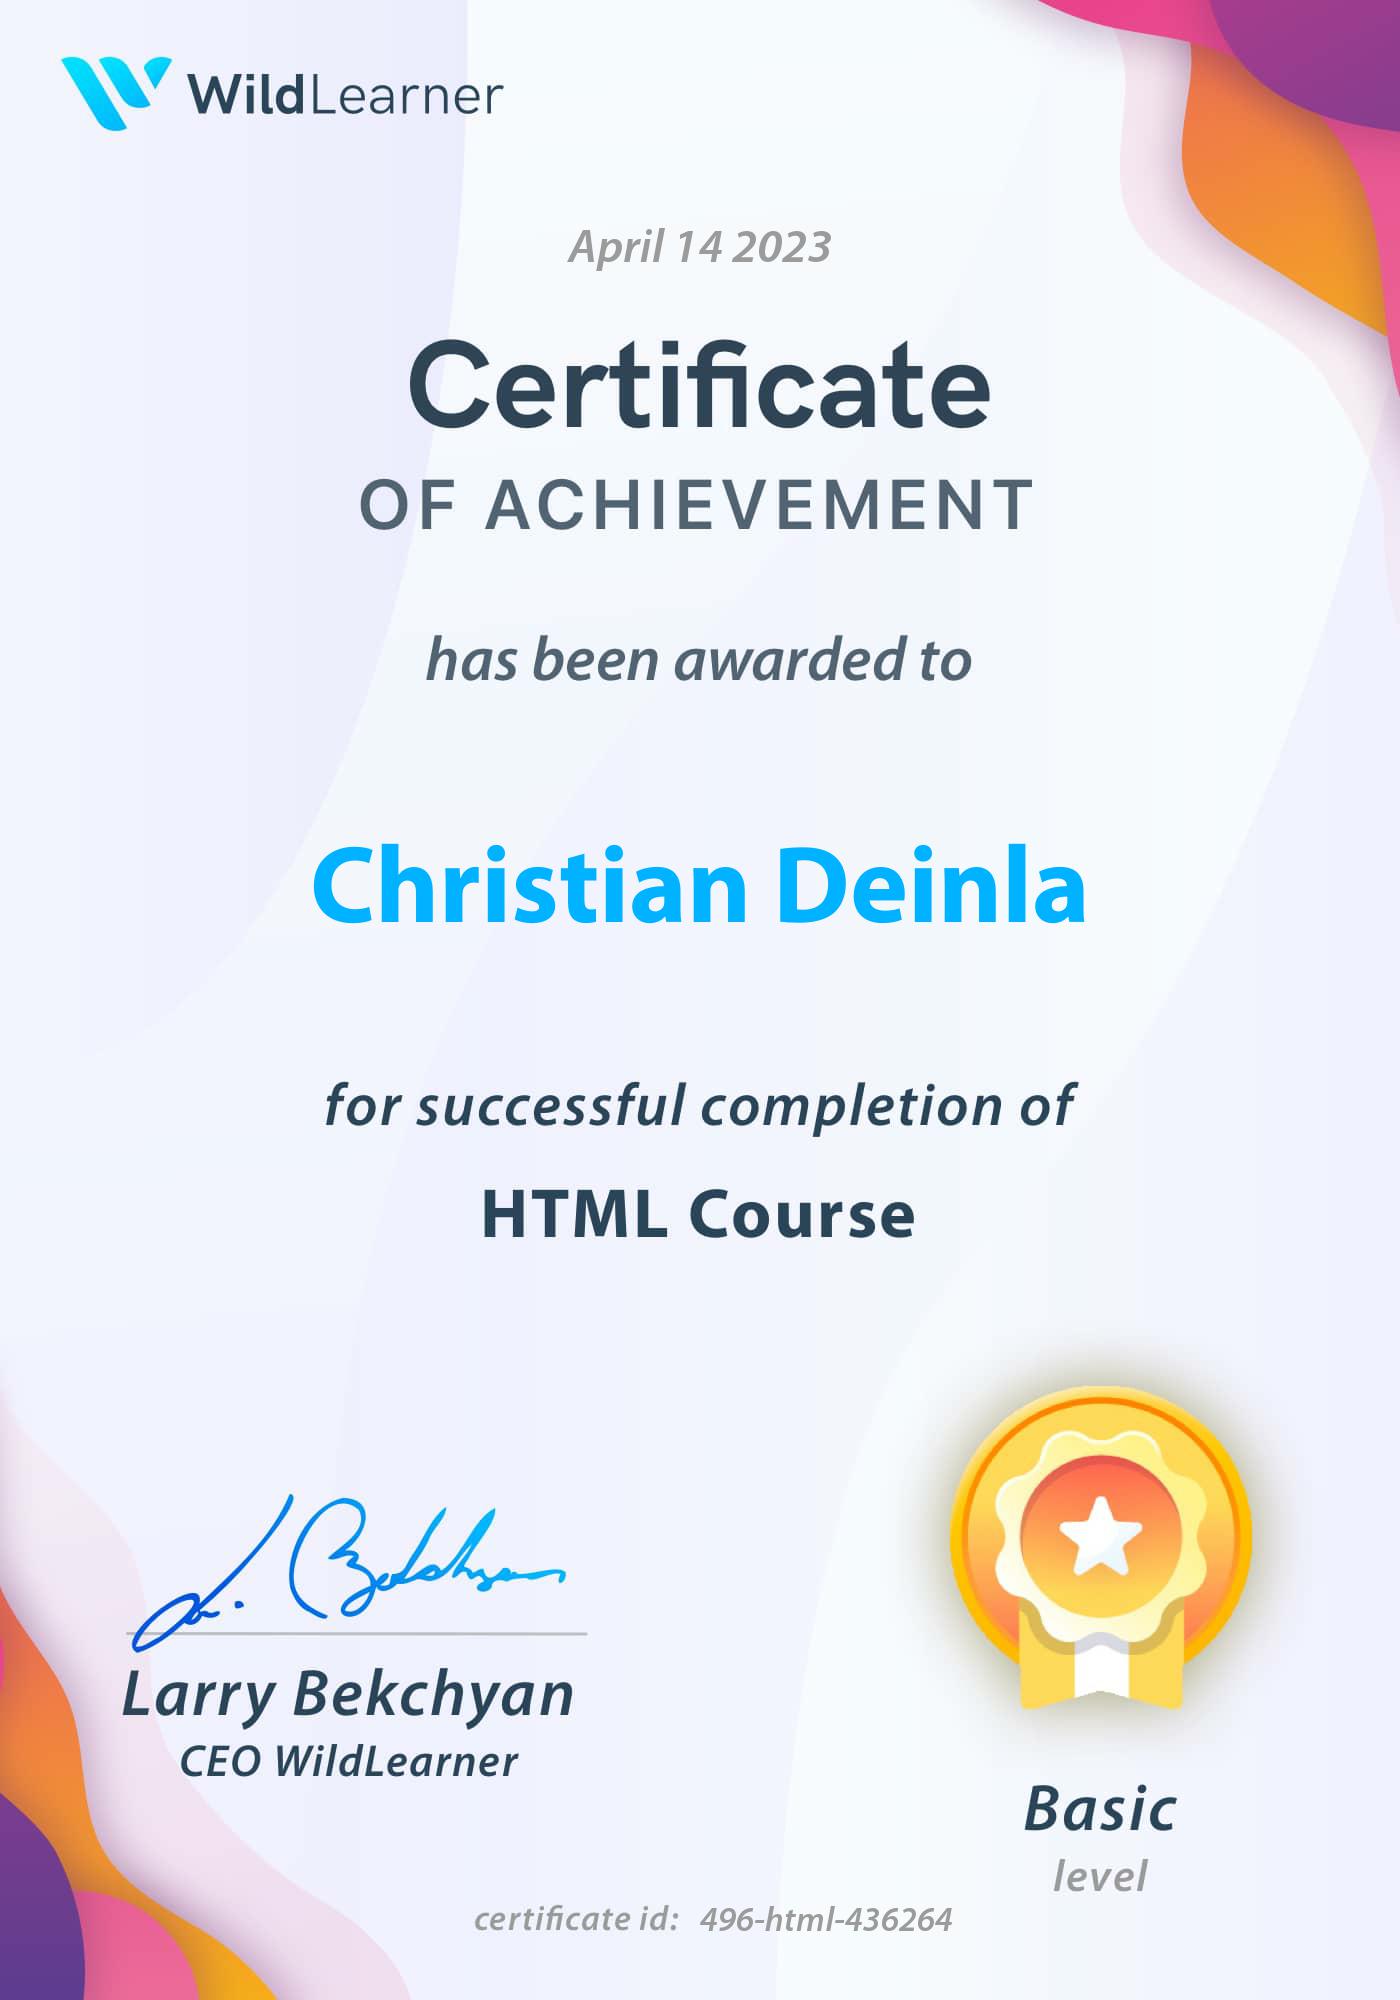 WildLearner
April 14 2023
Certificate
OF ACHIEVEMENT
has been awarded to
Christian Deinla
for successful completion of
HTML Course
L. Bekchyan
Larry Bekchyan
CEO WildLearner
Basic
level
certificate id: 496-html-436264